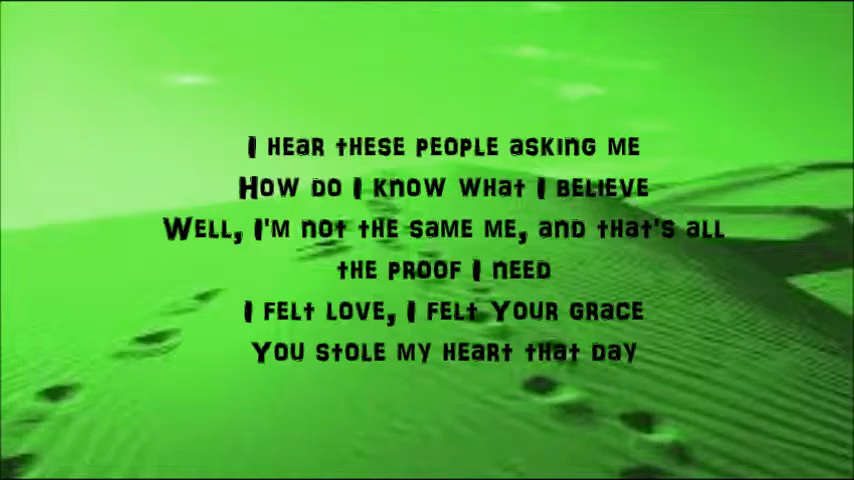 I hear these people asking me
How do I know what I believe
Well, I'm not the same me, and that's all
the proof I need
I felt love, I felt Your grace
You stole my heart that day